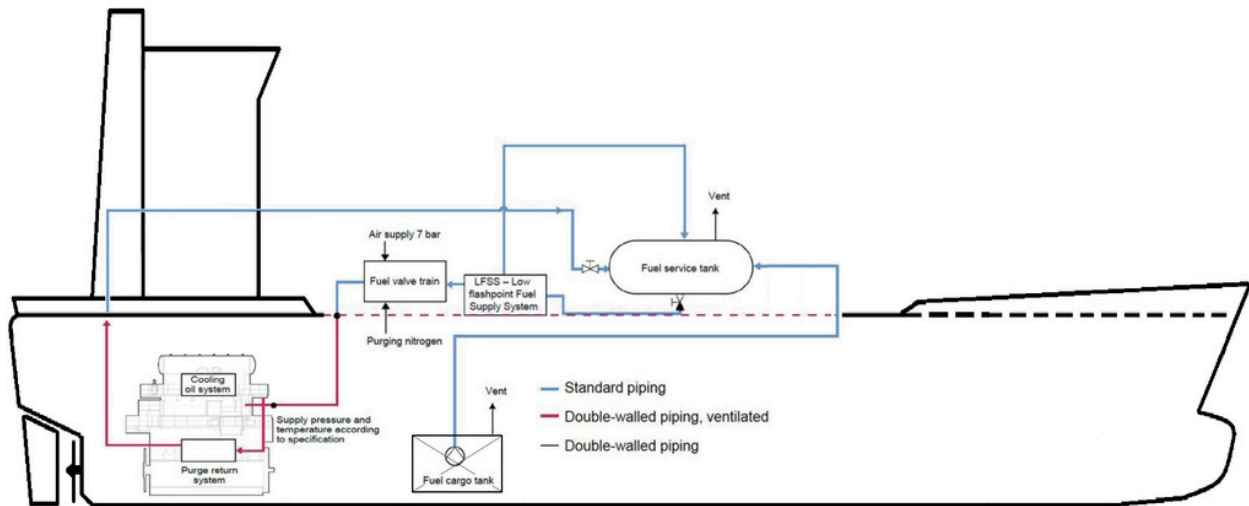 Vent
Air supply 7 bar
Fuel service tank
Fuel valve train
LFSS – Low
flashpoint Fuel
Supply System
Purging nitrogen
Cooling
oil system
Supply pressure and
temperature according
to specification
Purge return
system
Vent
Fuel cargo tank
Standard piping
Double-walled piping, ventilated
Double-walled piping